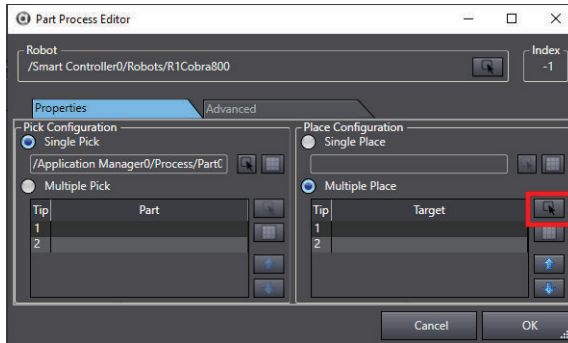 Part Process Editor
Robot
Index
/Smart Controller0/Robots/R1Cobra800
-1
Properties
Advanced
Pick Configuration
Single Pick
/Application Manager0/Process/PartC
Multiple Pick
Tip Part
1
2
Place Configuration
Single Place
Multiple Place
Tip Target
1
2
Cancel
OK